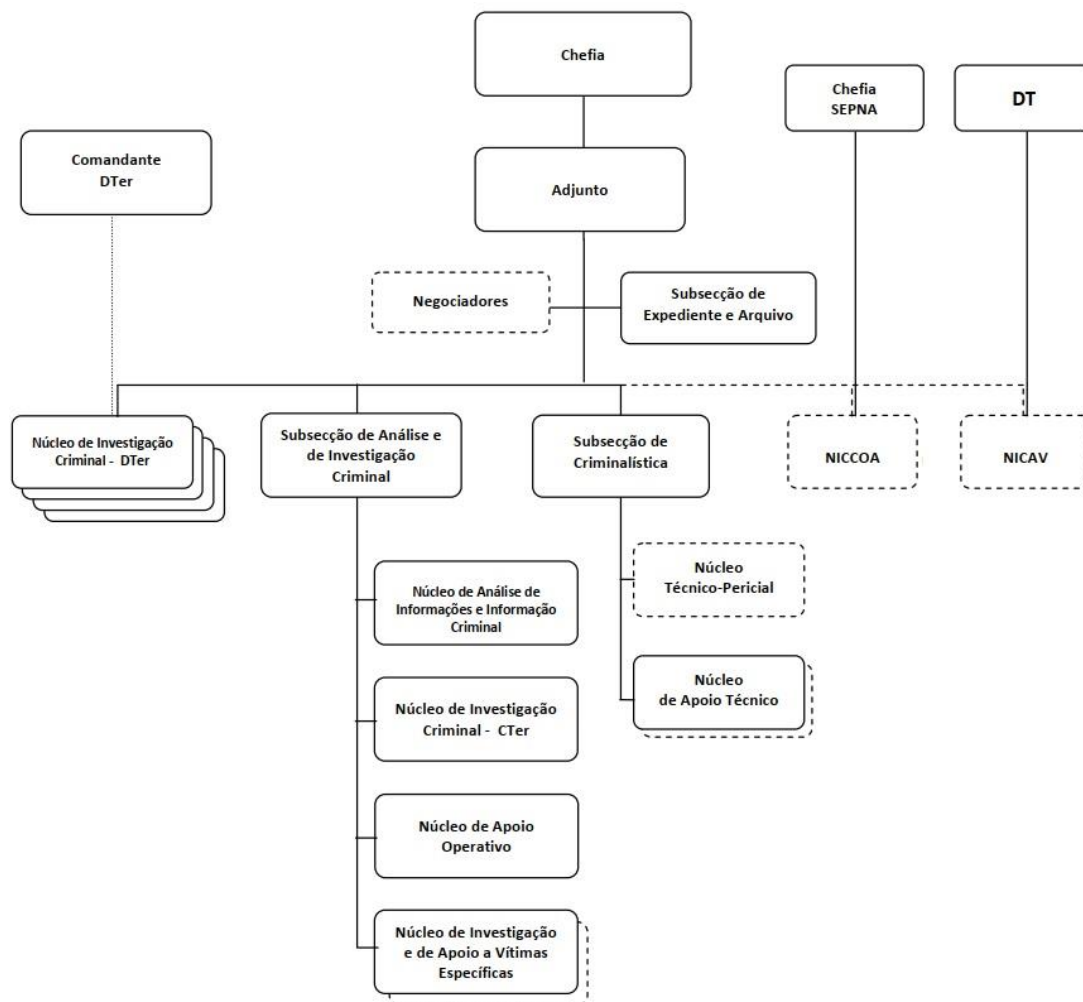 Chefia
Chefia
SEPNA
DT
Comandante
DTer
Adjunto
Negociadores
Subsecção de
Expediente e Arquivo
Núcleo de Investigação
Criminal - DTer
Subsecção de Análise e
de Investigação
Criminal
Subsecção de
Criminalística
NICCOA
NICAV
Núcleo de Análise de
Informações e Informação
Criminal
Núcleo
Técnico-Pericial
Núcleo de Investigação
Criminal - CTer
Núcleo
de Apoio Técnico
Núcleo de Apoio
Operativo
Núcleo de Investigação
e de Apoio a Vítimas
Específicas